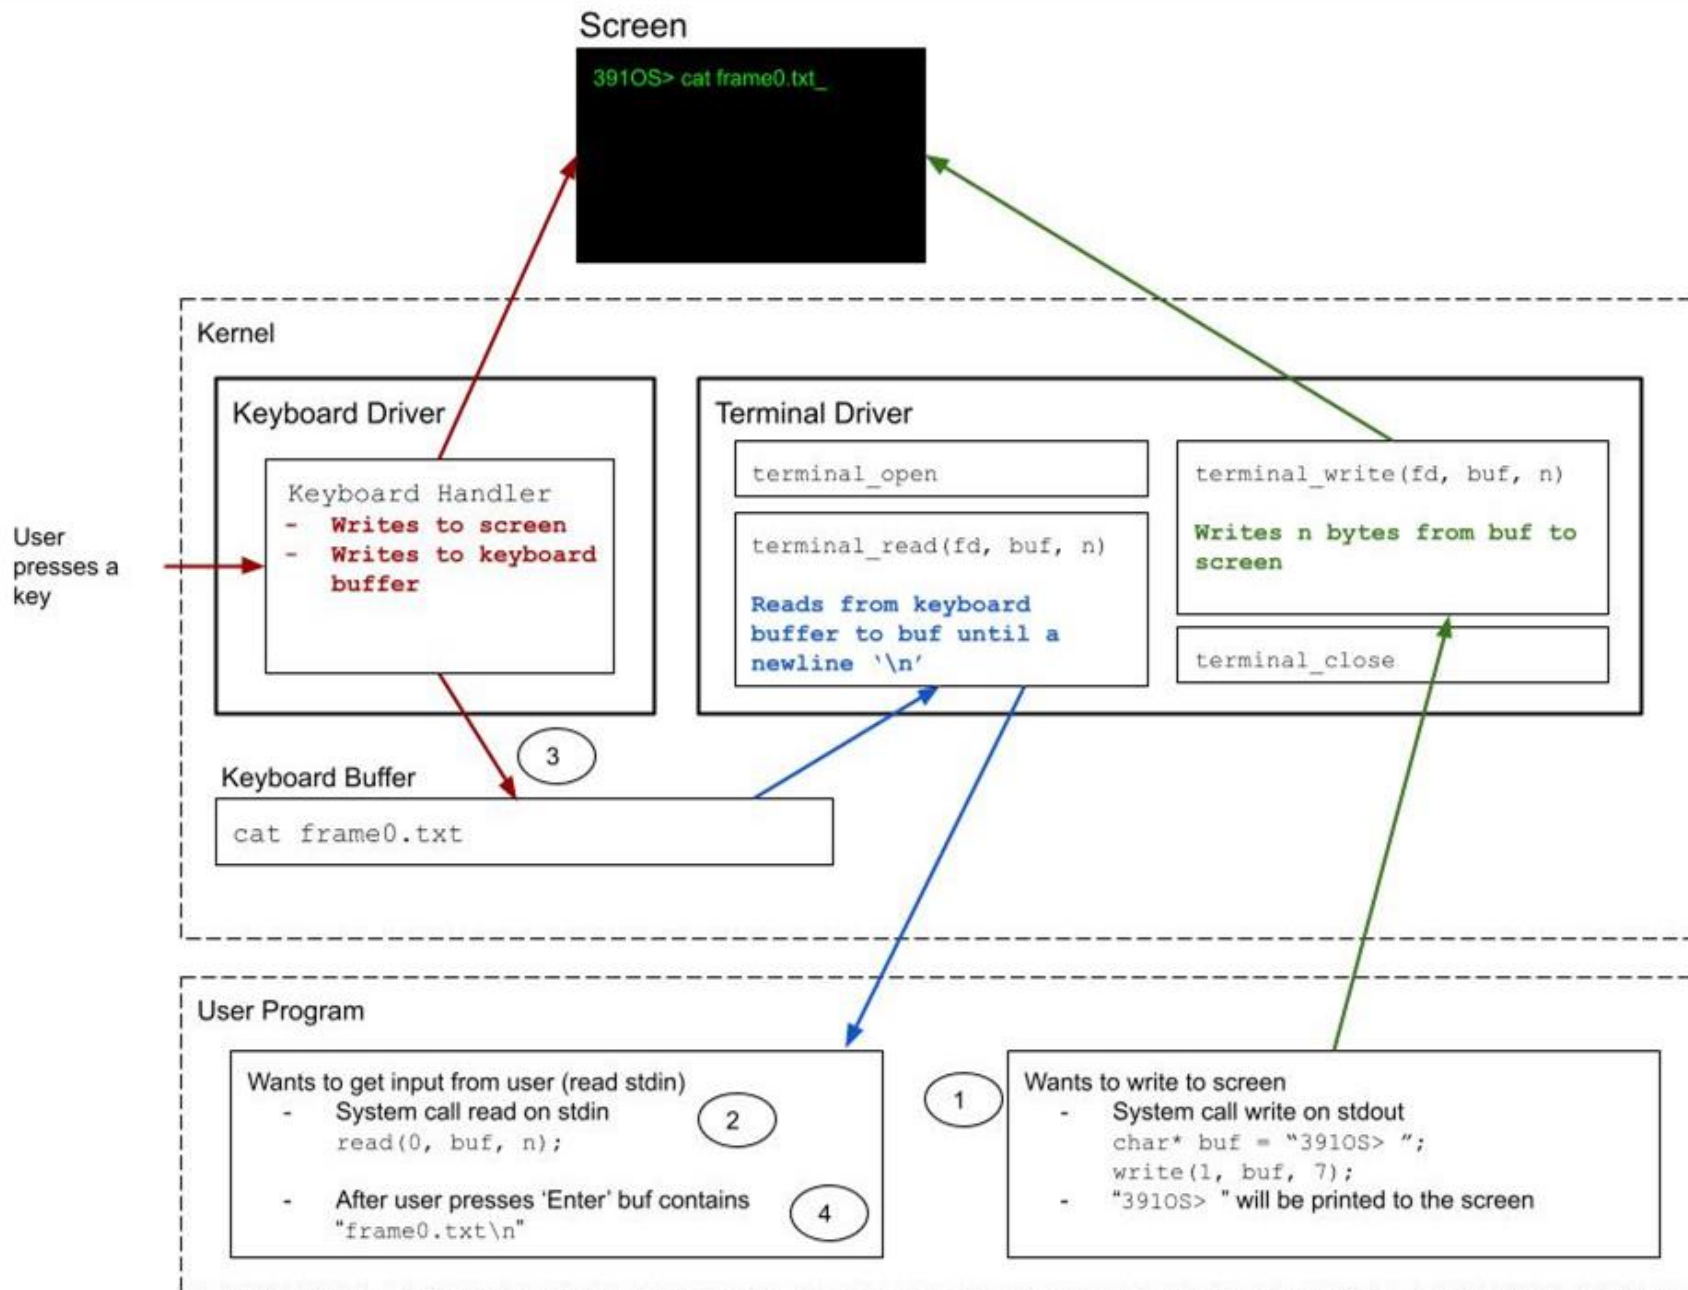 Screen
391OS> cat frame0.txt_
Kernel
Keyboard Driver
Keyboard Handler
- Writes to screen
- Writes to keyboard
buffer
User
presses a
key
Terminal Driver
terminal_open
terminal_read(fd, buf, n)
Reads from keyboard
buffer to buf until a
newline ‘\n’
terminal_write(fd, buf, n)
Writes n bytes from buf to
screen
terminal_close
3
Keyboard Buffer
cat frame0.txt
User Program
Wants to get input from user (read stdin)
- System call read on stdin
read(0, buf, n);
2
- After user presses ‘Enter’ buf contains
“frame0.txt\n”
4
1
Wants to write to screen
- System call write on stdout
char* buf = “391OS> ”;
write(1, buf, 7);
- “391OS> ” will be printed to the screen